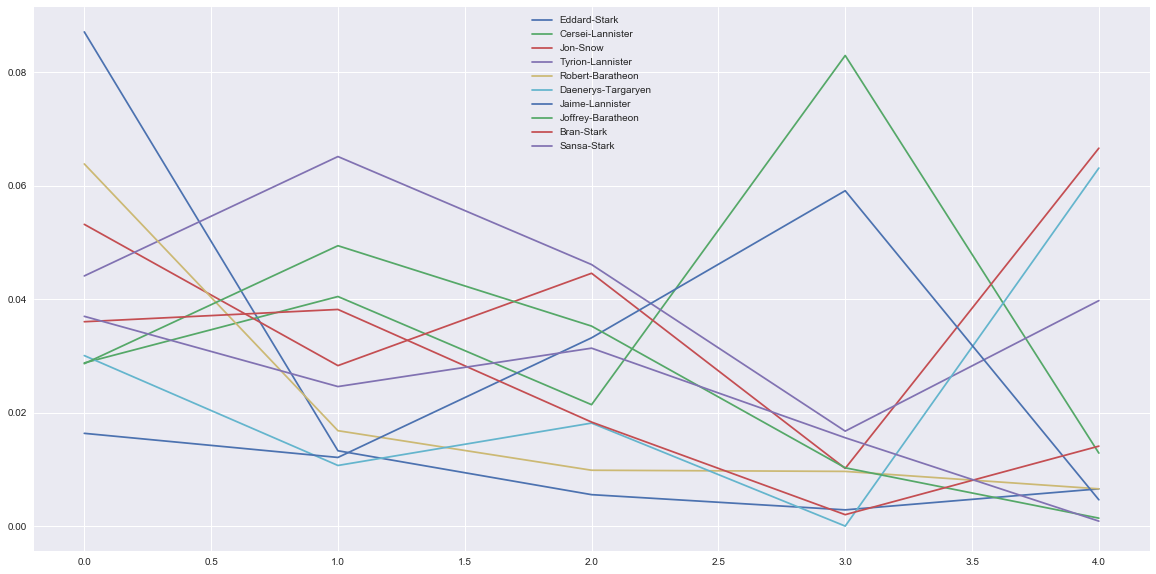 Eddard-Stark
Cersei-Lannister
Jon-Snow
Tyrion-Lannister
Robert-Baratheon
Daenerys-Targaryen
Jaime-Lannister
Joffrey-Baratheon
Bran-Stark
Sansa-Stark
0.08
0.06
0.04
0.02
0.00
0.0 0.5 1.0 1.5 2.0 2.5 3.0 3.5 4.0